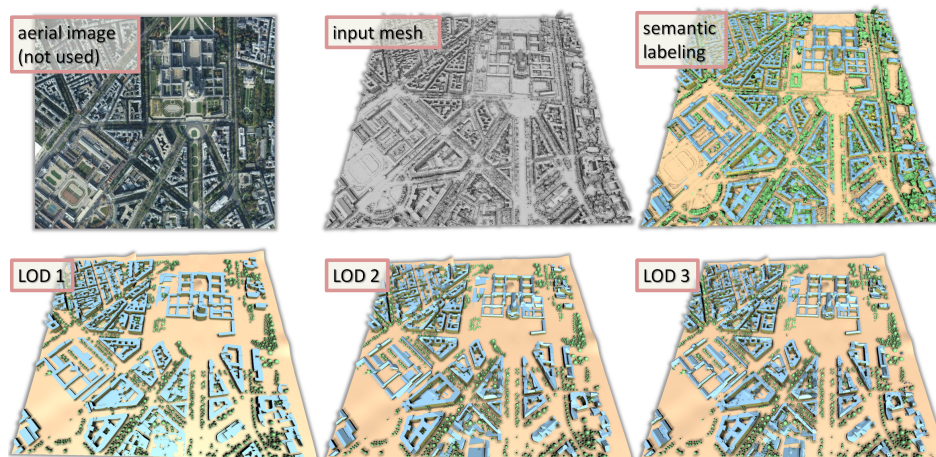 aerial image
(not used)
input mesh
semantic
labeling
LOD 1
LOD 2
LOD 3